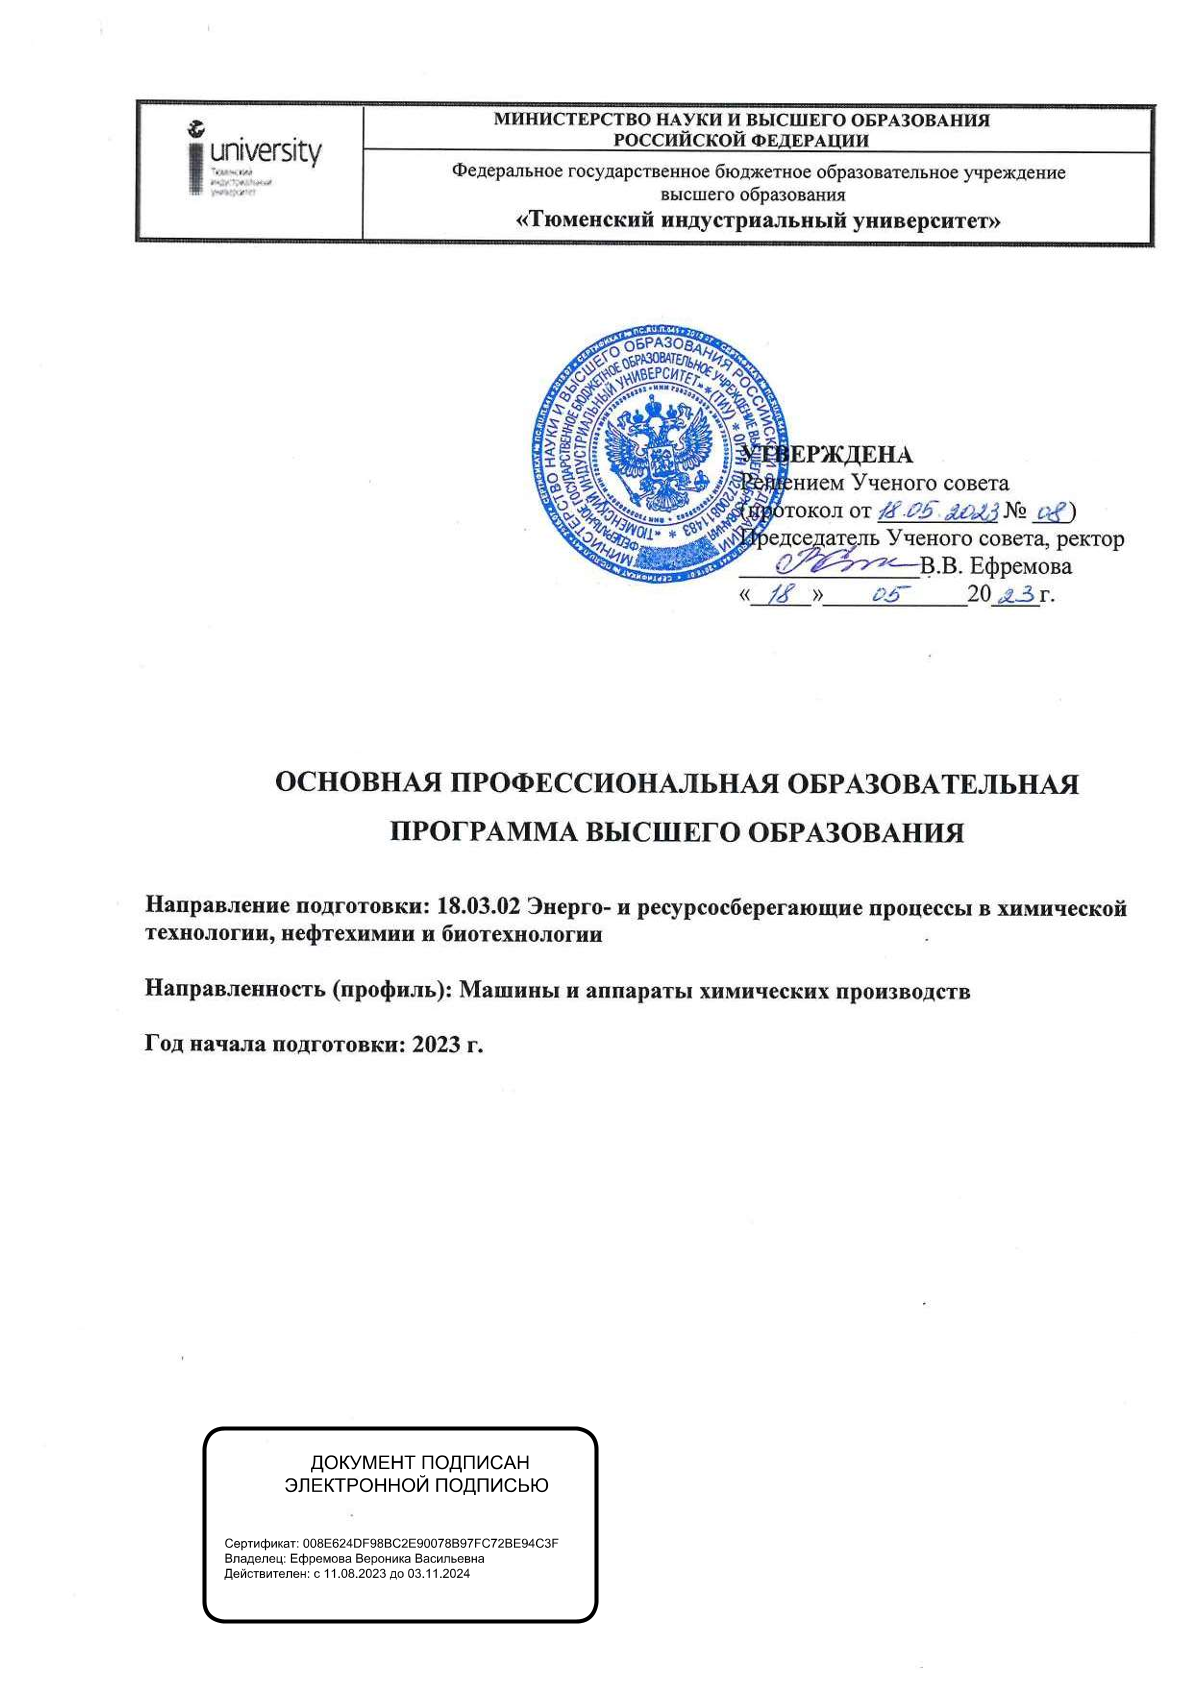 university
Тюменский
индустриальный
университет
МИНИСТЕРСТВО НАУКИ И ВЫСШЕГО ОБРАЗОВАНИЯ
РОССИЙСКОЙ ФЕДЕРАЦИИ
Федеральное государственное бюджетное образовательное учреждение
высшего образования
«Тюменский индустриальный университет»
МИНИСТЕРСТВО НАУКИ И ВЫСШЕГО ОБРАЗОВАНИЯ РОССИЙСКОЙ ФЕДЕРАЦИИ
ФЕДЕРАЛЬНОЕ ГОСУДАРСТВЕННОЕ БЮДЖЕТНОЕ ОБРАЗОВАТЕЛЬНОЕ УЧРЕЖДЕНИЕ ВЫСШЕГО ОБРАЗОВАНИЯ
«ТЮМЕНСКИЙ ИНДУСТРИАЛЬНЫЙ УНИВЕРСИТЕТ» * (ТИУ) * ОГРН 1027200811483 *
УТВЕРЖДЕНА
Решением Ученого совета
(протокол от 18.05.2023 № 08)
Председатель Ученого совета, ректор
В.В. Ефремова
« 18 » 05 2023 г.
ОСНОВНАЯ ПРОФЕССИОНАЛЬНАЯ ОБРАЗОВАТЕЛЬНАЯ
ПРОГРАММА ВЫСШЕГО ОБРАЗОВАНИЯ
Направление подготовки: 18.03.02 Энерго- и ресурсосберегающие процессы в химической
технологии, нефтехимии и биотехнологии
Направленность (профиль): Машины и аппараты химических производств
Год начала подготовки: 2023 г.
ДОКУМЕНТ ПОДПИСАН
ЭЛЕКТРОННОЙ ПОДПИСЬЮ
Сертификат: 008E624DF98BC2E90078B97FC72BE94C3F
Владелец: Ефремова Вероника Васильевна
Действителен: с 11.08.2023 до 03.11.2024